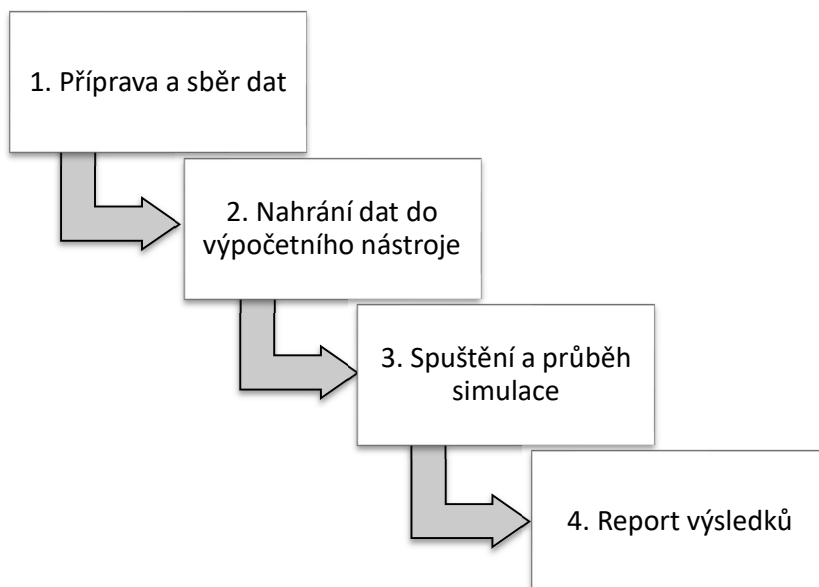 1. Příprava a sběr dat
2. Nahrání dat do
výpočetního nástroje
3. Spuštění a průběh
simulace
4. Report výsledků